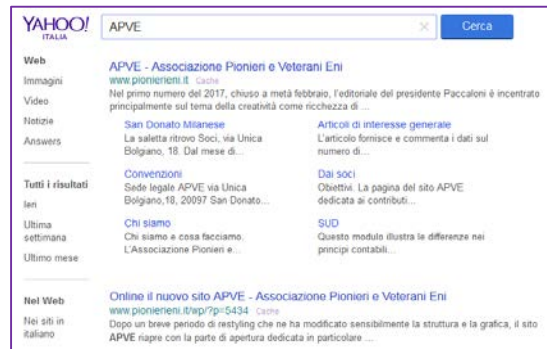 YAHOO!
ITALIA
APVE
Cerca
Web
Immagini
Video
Notizie
Answers
Tutti i risultati
Ieri
Ultima
settimana
Ultimo mese
Nel Web
Nei siti in
italiano
APVE - Associazione Pionieri e Veterani Eni
www.pionierieni.it Cache
Nel primo numero del 2017, chiuso a metà febbraio, l'editoriale del presidente Paccaloni è incentrato
principalmente sul tema della creatività come ricchezza di ...
San Donato Milanese
La saletta ritrovo Soci, via Unica
Bolgiano, 18. Dal mese di...
Articoli di interesse generale
L'articolo fornisce e commenta i dati sul
numero di...
Convenzioni
Sede legale APVE via Unica
Bolgiano,18, 20097 San Donato...
Dai soci
Obiettivi. La pagina del sito APVE
dedicata ai contributi...
Chi siamo
Chi siamo e cosa facciamo.
L'Associazione Pionieri e...
SUD
Questo modulo illustra le differenze nei
principi contabili...
Online il nuovo sito APVE - Associazione Pionieri e Veterani Eni
www.pionierieni.it/wp/?p=5434 Cache
Dopo un breve periodo di restyling che ne ha modificato sensibilmente la struttura e la grafica, il sito
APVE riapre con la parte di apertura dedicata in particolare ...